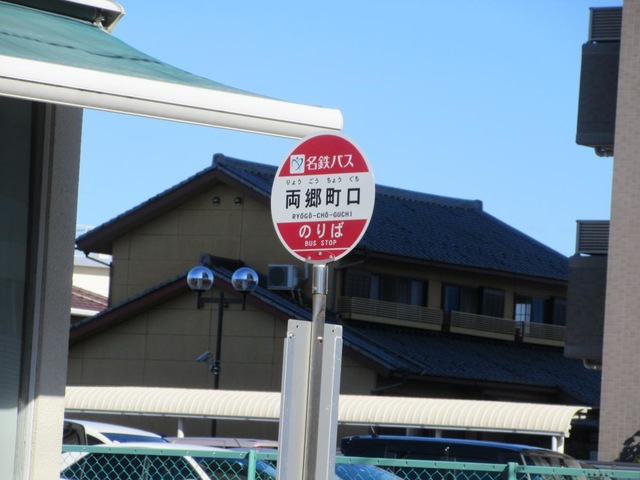 名鉄バス
りょう ごう ちょう ぐち
両郷町口
RYŌGŌ-CHŌ-GUCHI
のりば
BUS STOP